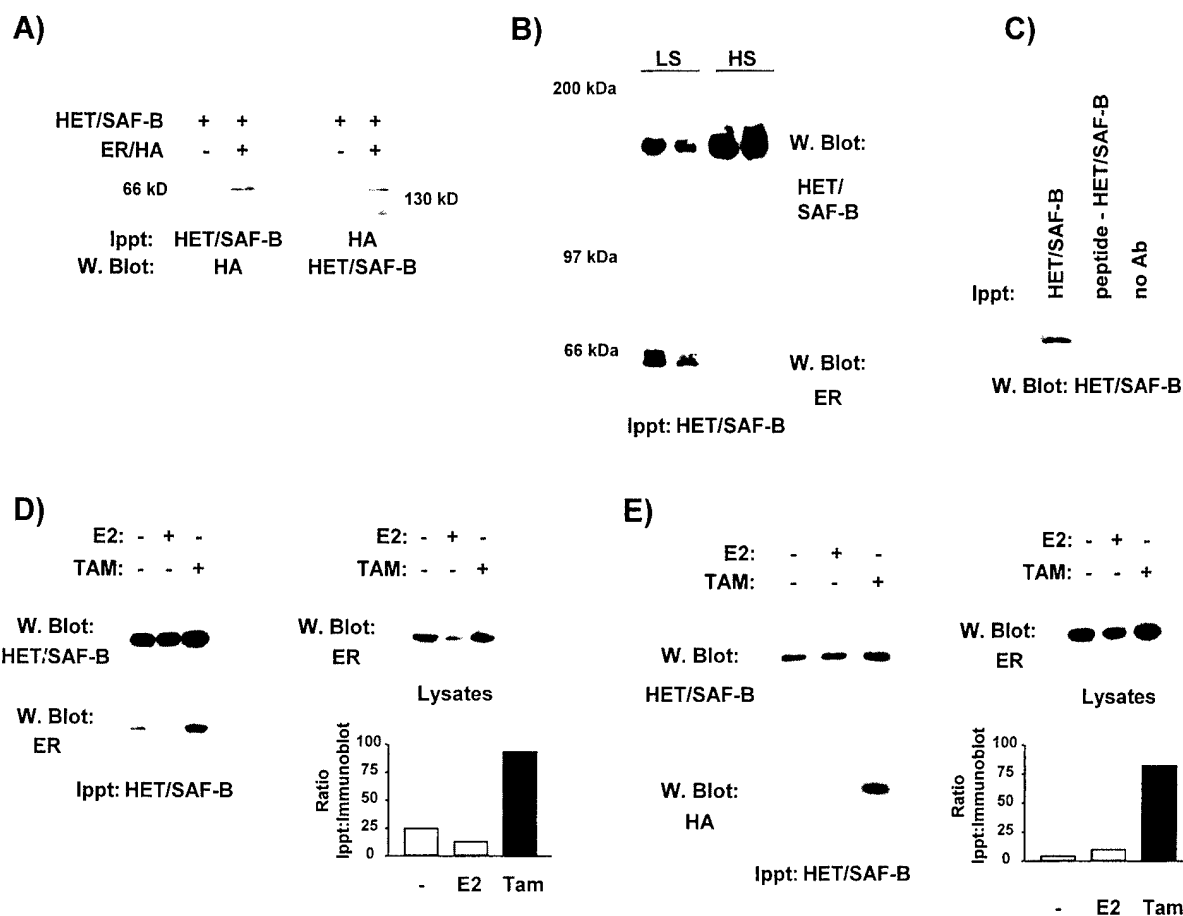 A)
HET/SAF-B + + + +
ER/HA - + - +
66 kD
130 kD
Ippt: HET/SAF-B HA
W. Blot: HA HET/SAF-B
B)
LS HS
200 kDa
W. Blot:
HET/
SAF-B
97 kDa
66 kDa
W. Blot:
ER
Ippt: HET/SAF-B
C)
Ippt:
HET/SAF-B
peptide - HET/SAF-B
no Ab
W. Blot: HET/SAF-B
D)
E2: - + -
TAM: - - +
W. Blot:
HET/SAF-B
W. Blot:
ER
Ippt: HET/SAF-B
E2: - + -
TAM: - - +
W. Blot:
ER
Lysates
Ratio
Ippt:Immunoblot
100
75
50
25
0
- E2 Tam
E)
E2: - + -
TAM: - - +
W. Blot:
HET/SAF-B
W. Blot:
HA
Ippt: HET/SAF-B
E2: - + -
TAM: - - +
W. Blot:
ER
Lysates
Ratio
Ippt:Immunoblot
100
75
50
25
0
- E2 Tam